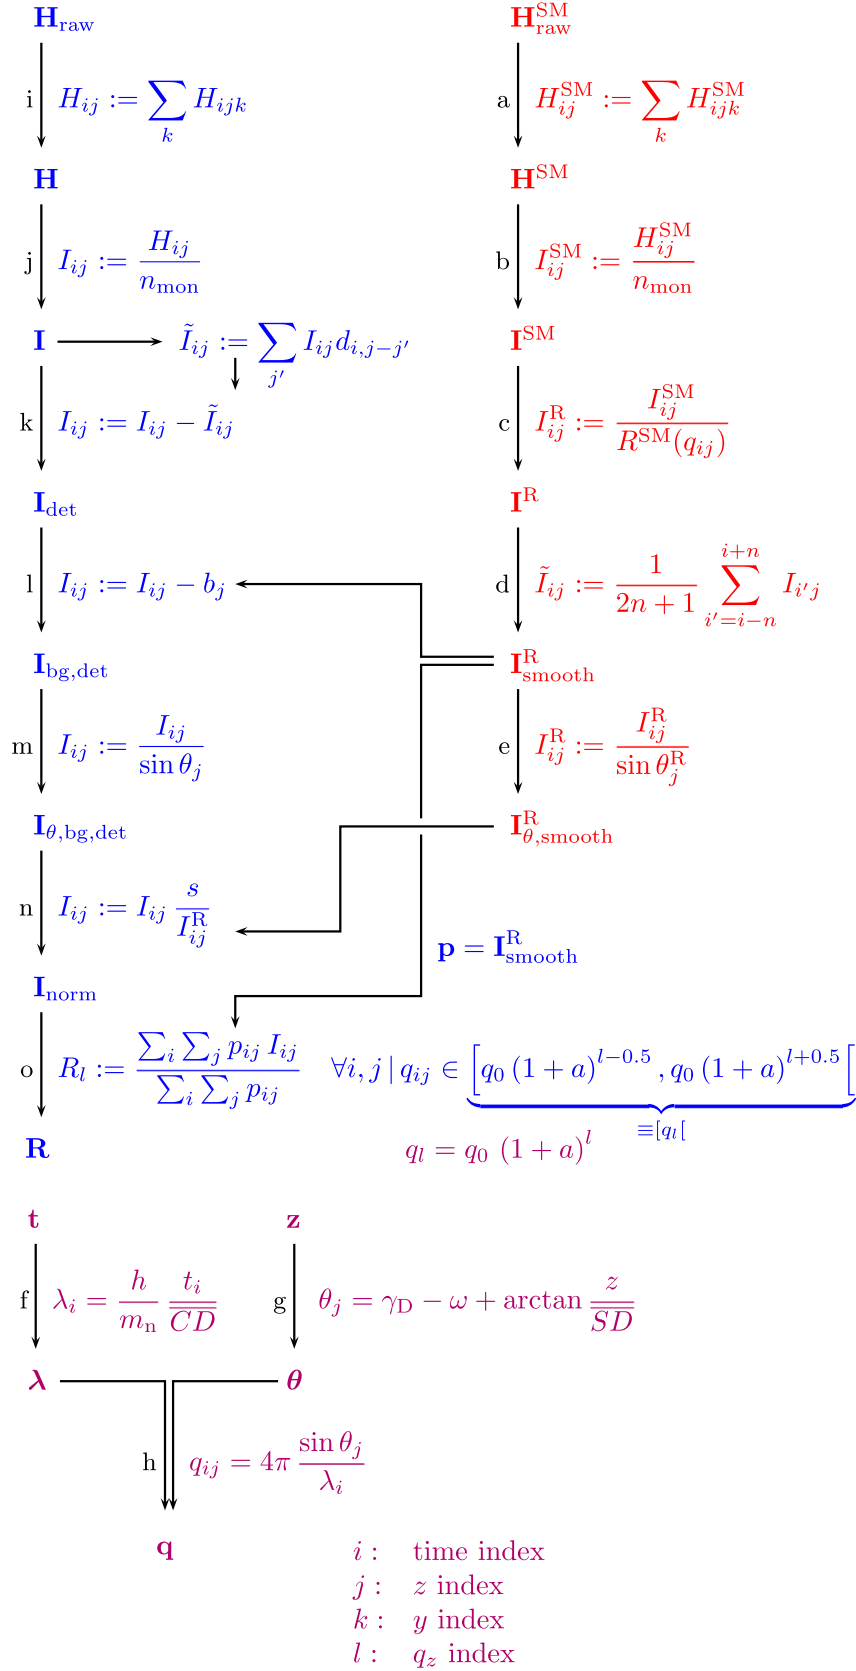 H_raw    H^SM_raw
i  H_ij := ∑_k H_ijk    a  H^SM_ij := ∑_k H^SM_ijk
H    H^SM
j  I_ij := H_ij / n_mon    b  I^SM_ij := H^SM_ij / n_mon
I    Ĩ_ij := ∑_j′ I_ij d_i,j−j′    I^SM
k  I_ij := I_ij − Ĩ_ij    c  I^R_ij := I^SM_ij / R^SM(q_ij)
I_det    I^R
l  I_ij := I_ij − b_j    d  Ĩ_ij := 1/(2n + 1) ∑_{i′=i−n}^{i+n} I_i′j
I_bg,det    I^R_smooth
m  I_ij := I_ij / sin θ_j    e  I^R_ij := I^R_ij / sin θ^R_j
I_θ,bg,det    I^R_θ,smooth
n  I_ij := I_ij s / I^R_ij
p = I^R_smooth
I_norm
o  R_l := ∑_i ∑_j p_ij I_ij / ∑_i ∑_j p_ij    ∀i, j | q_ij ∈ [q_0 (1 + a)^{l−0.5} , q_0 (1 + a)^{l+0.5}[
≡[q_l[
R    q_l = q_0 (1 + a)^l
t    z
f  λ_i = h/m_n t_i/C̅D̅    g  θ_j = γ_D − ω + arctan z/S̅D̅
λ    θ
h  q_ij = 4π sin θ_j / λ_i
q
i :  time index
j :  z index
k :  y index
l :  q_z index